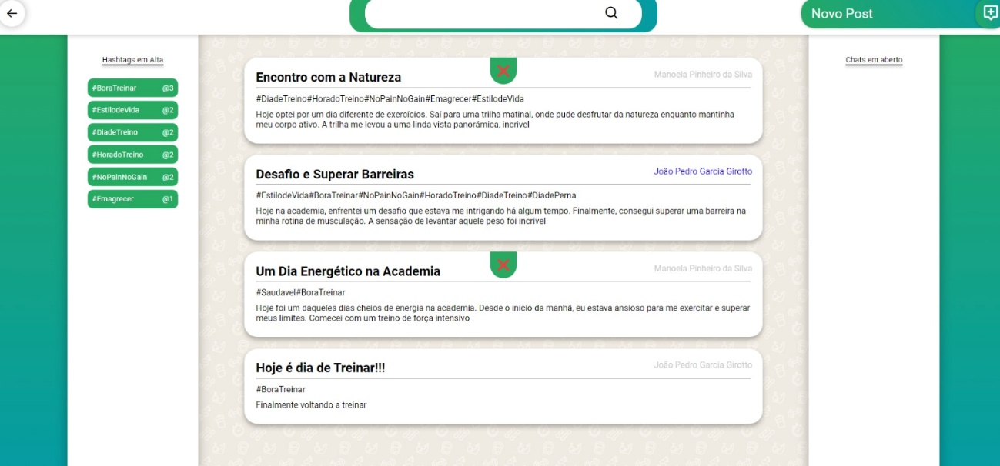 Novo Post
Hashtags em Alta
#BoraTreinar @3
#EstilodeVida @2
#DiadeTreino @2
#HoradoTreino @2
#NoPainNoGain @2
#Emagrecer @1
Encontro com a Natureza
Manoela Pinheiro da Silva
#DiadeTreino#HoradoTreino#NoPainNoGain#Emagrecer#EstilodeVida
Hoje optei por um dia diferente de exercícios. Saí para uma trilha matinal, onde pude desfrutar da natureza enquanto mantinha
meu corpo ativo. A trilha me levou a uma linda vista panorâmica, incrivel
Desafio e Superar Barreiras
João Pedro Garcia Girotto
#EstilodeVida#BoraTreinar#NoPainNoGain#HoradoTreino#DiadeTreino#DiadePerna
Hoje na academia, enfrentei um desafio que estava me intrigando há algum tempo. Finalmente, consegui superar uma barreira na
minha rotina de musculação. A sensação de levantar aquele peso foi incrivel
Um Dia Energético na Academia
Manoela Pinheiro da Silva
#Saudavel#BoraTreinar
Hoje foi um daqueles dias cheios de energia na academia. Desde o início da manhã, eu estava ansioso para me exercitar e superar
meus limites. Comecei com um treino de força intensivo
Hoje é dia de Treinar!!!
João Pedro Garcia Girotto
#BoraTreinar
Finalmente voltando a treinar
Chats em aberto